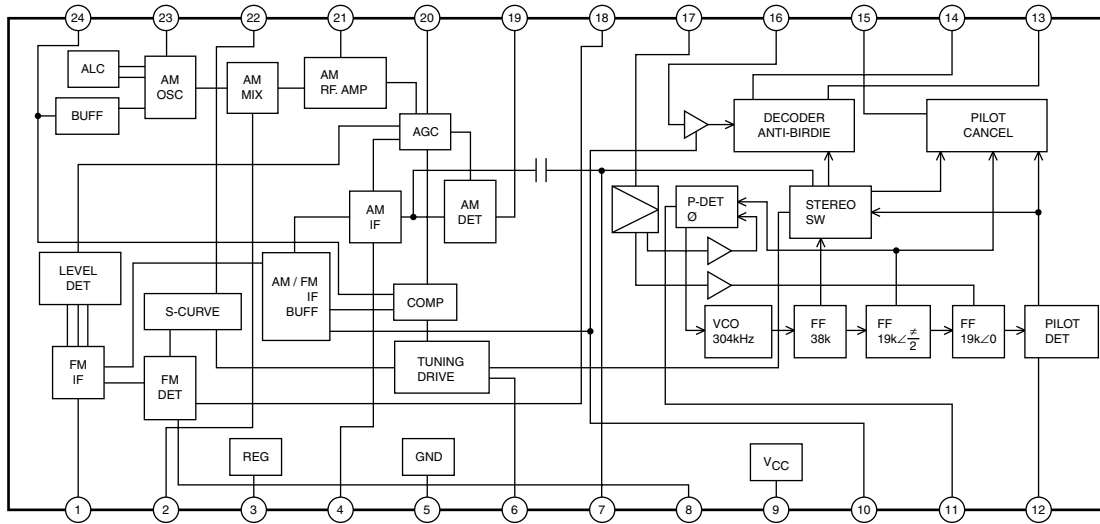 24 23 22 21 20 19 18 17 16 15 14 13
ALC
AM
OSC
BUFF
AM
MIX
AM
RF. AMP
AGC
DECODER
ANTI-BIRDIE
PILOT
CANCEL
AM
IF
AM
DET
P-DET
Ø
STEREO
SW
LEVEL
DET
S-CURVE
AM / FM
IF
BUFF
COMP
VCO
304kHz
FF
38k
FF
19k∠≠/2
FF
19k∠0
PILOT
DET
FM
IF
FM
DET
TUNING
DRIVE
REG
GND
VCC
1 2 3 4 5 6 7 8 9 10 11 12